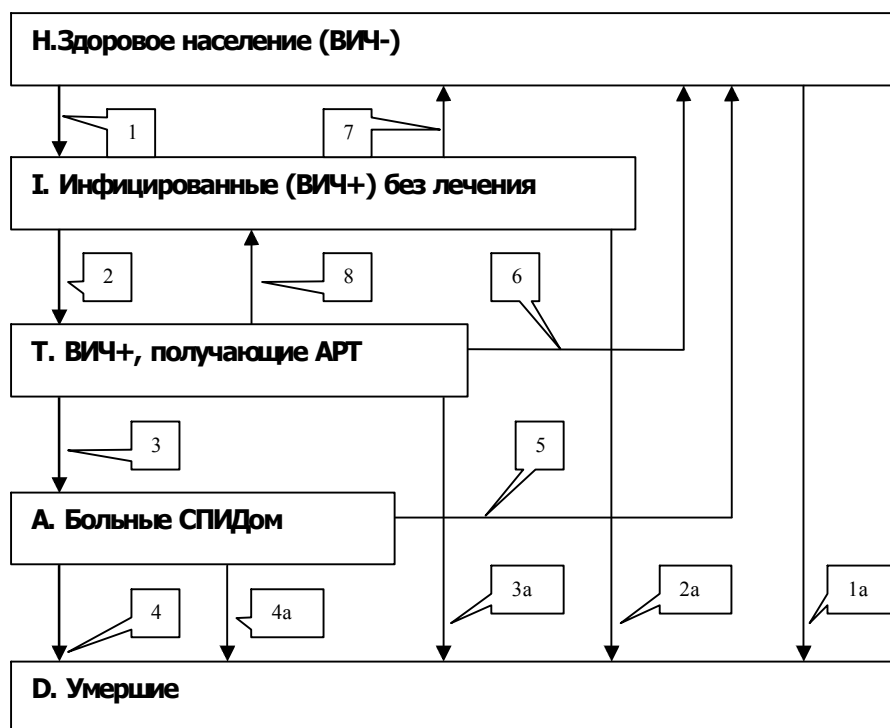 Н.Здоровое население (ВИЧ-)
1
7
I. Инфицированные (ВИЧ+) без лечения
2
8
6
Т. ВИЧ+, получающие АРТ
3
5
А. Больные СПИДом
4
4а
3а
2а
1а
D. Умершие